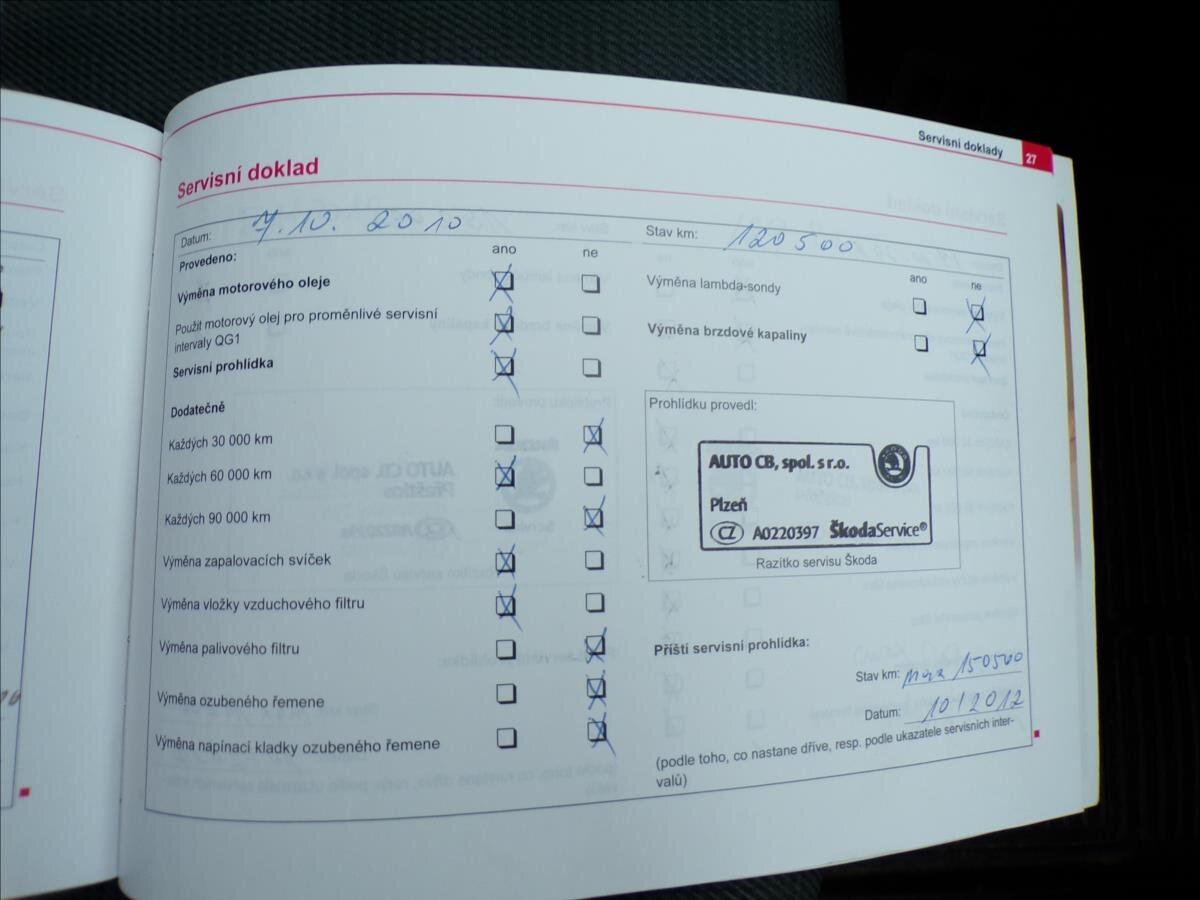 Servisní doklady 27
Servisní doklad
Datum: 7.10. 2010
Stav km: 120500
Provedeno:
ano ne
Výměna motorového oleje
Použit motorový olej pro proměnlivé servisní
intervaly QG1
Servisní prohlídka
Dodatečně
Každých 30 000 km
Každých 60 000 km
Každých 90 000 km
Výměna zapalovacích svíček
Výměna vložky vzduchového filtru
Výměna palivového filtru
Výměna ozubeného řemene
Výměna napínací kladky ozubeného řemene
ano ne
Výměna lambda-sondy
Výměna brzdové kapaliny
Prohlídku provedl:
AUTO CB, spol. s r.o.
Plzeň
CZ A0220397 ŠkodaService®
Razítko servisu Škoda
Příští servisní prohlídka:
Stav km: max 150500
Datum: 10/2012
(podle toho, co nastane dříve, resp. podle ukazatele servisních inter-
valů)